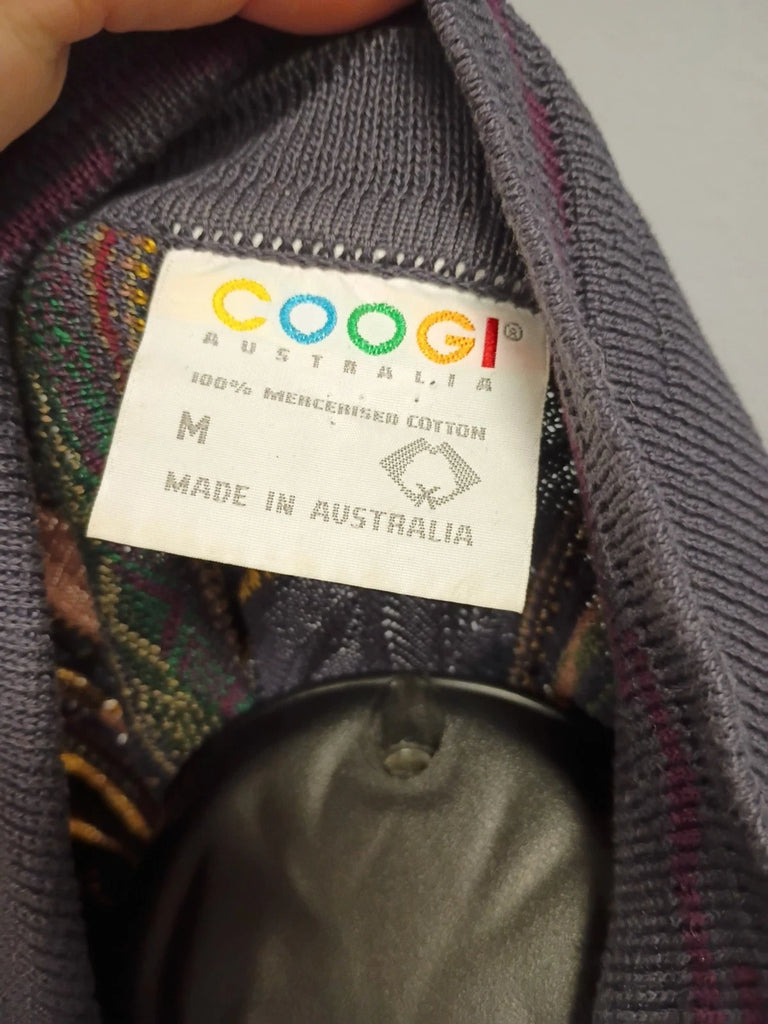 COOGI®
AUSTRALIA
100% MERCERISED COTTON
M
MADE IN AUSTRALIA